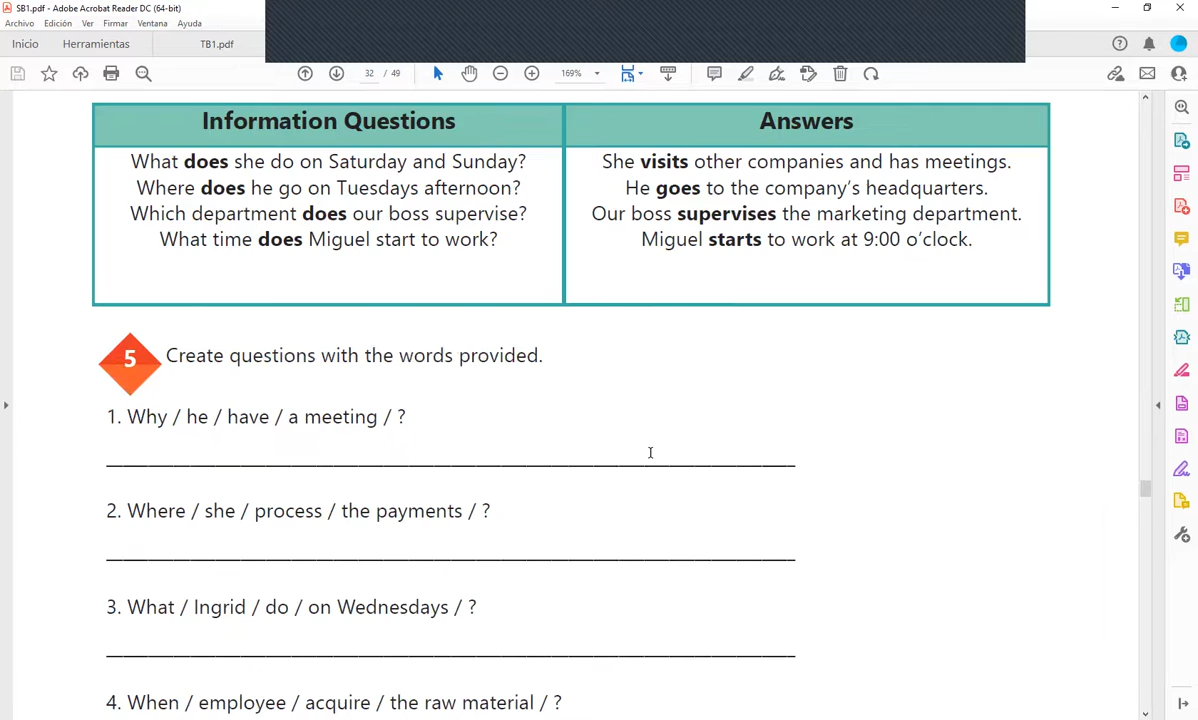 SB1.pdf - Adobe Acrobat Reader DC (64-bit)
Archivo Edición Ver Firmar Ventana Ayuda
Inicio Herramientas TB1.pdf
32 / 49 169%
Information Questions Answers
What does she do on Saturday and Sunday? She visits other companies and has meetings.
Where does he go on Tuesdays afternoon? He goes to the company's headquarters.
Which department does our boss supervise? Our boss supervises the marketing department.
What time does Miguel start to work? Miguel starts to work at 9:00 o'clock.
5 Create questions with the words provided.
1. Why / he / have / a meeting / ?
2. Where / she / process / the payments / ?
3. What / Ingrid / do / on Wednesdays / ?
4. When / employee / acquire / the raw material / ?